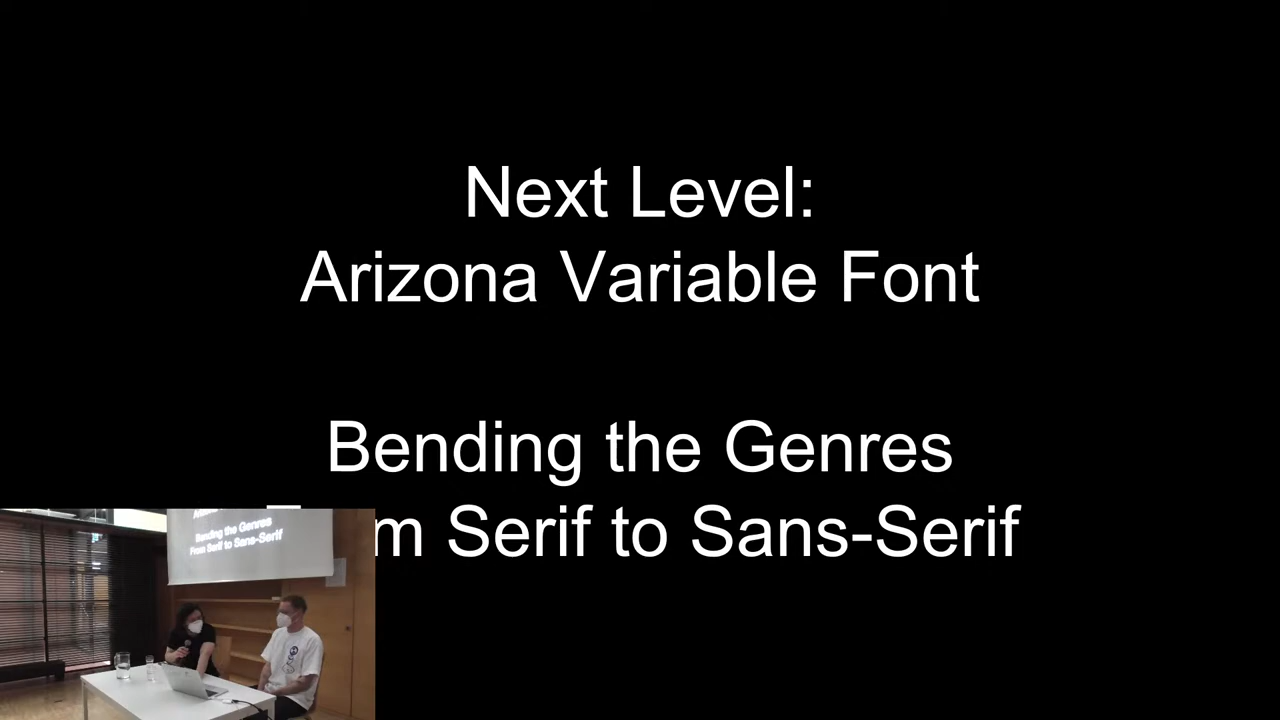 Next Level:
Arizona Variable Font
Bending the Genres
From Serif to Sans-Serif
Bending the Genres
From Serif to Sans-Serif